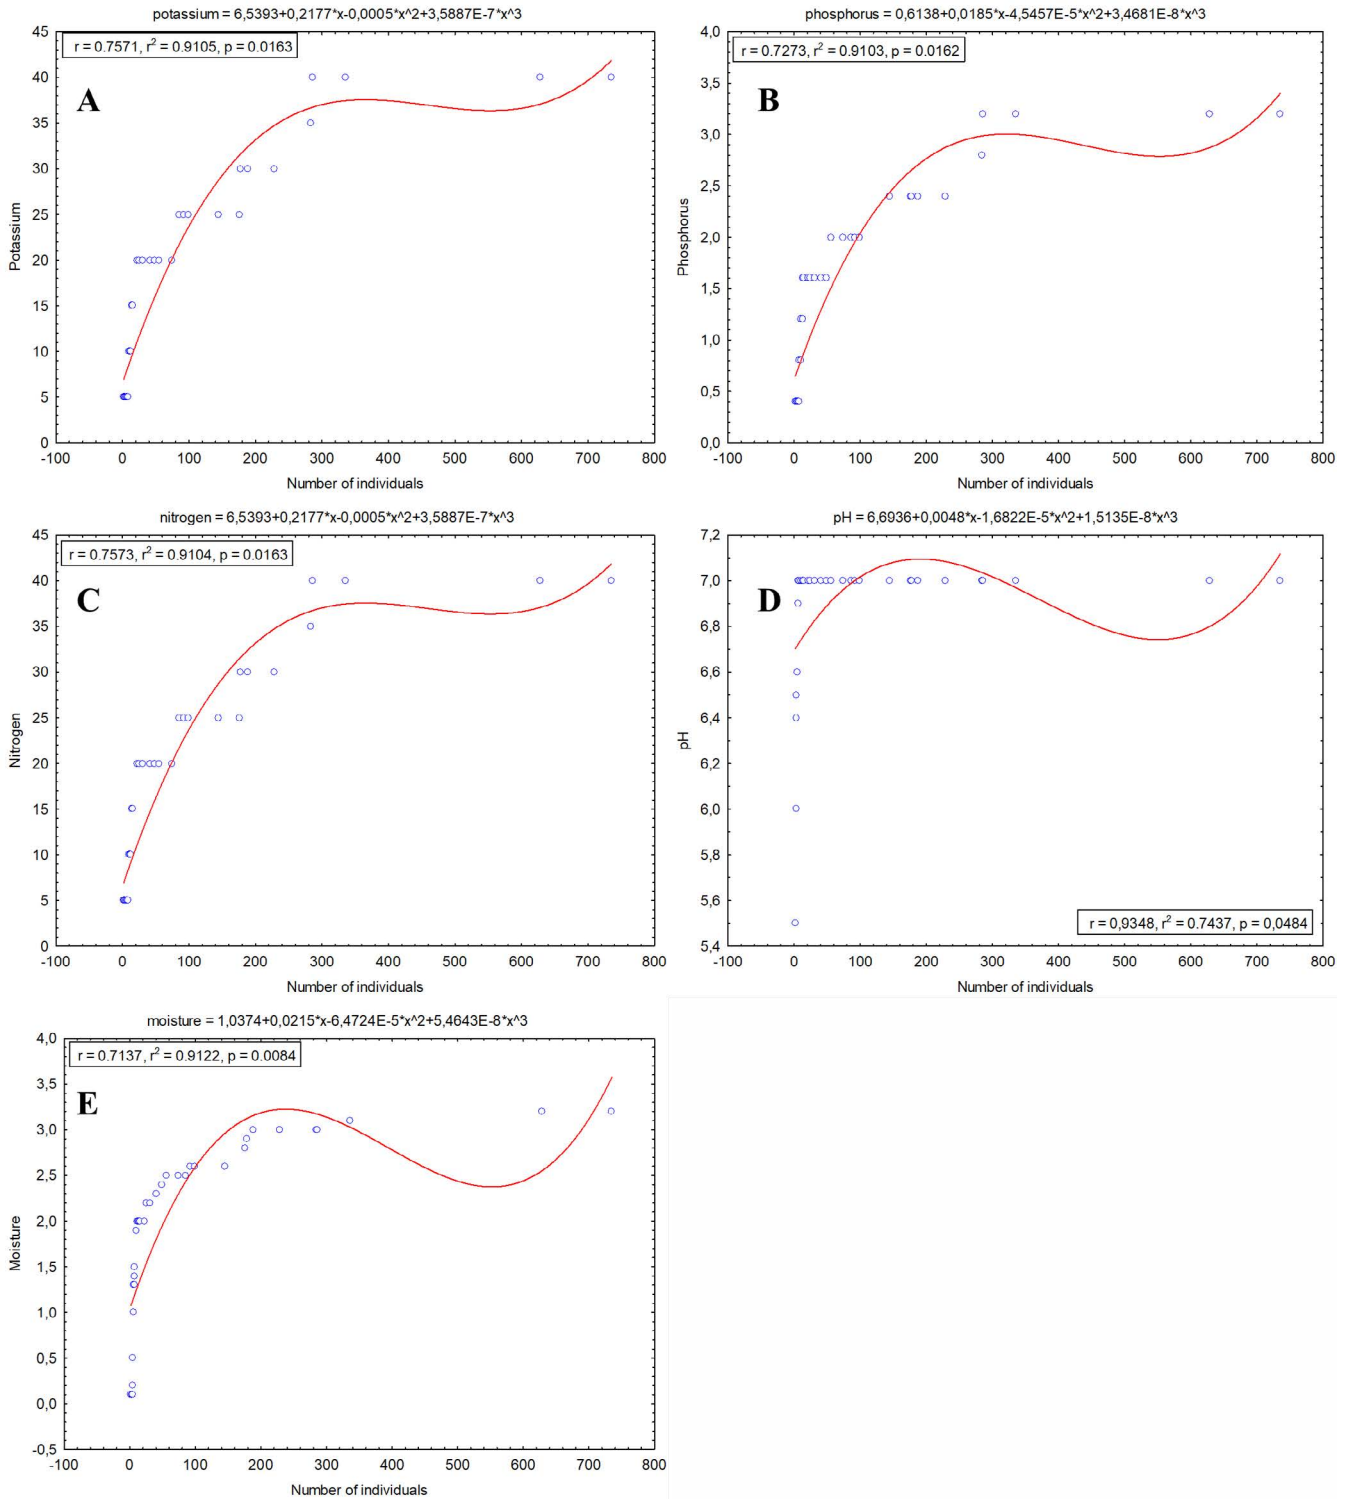 potassium = 6,5393+0,2177*x-0,0005*x^2+3,5887E-7*x^3
r = 0.7571, r² = 0.9105, p = 0.0163
A
45
40
35
30
25
20
15
10
5
0
Potassium
-100 0 100 200 300 400 500 600 700 800
Number of individuals
phosphorus = 0,6138+0,0185*x-4,5457E-5*x^2+3,4681E-8*x^3
r = 0.7273, r² = 0.9103, p = 0.0162
B
4,0
3,5
3,0
2,5
2,0
1,5
1,0
0,5
0,0
Phosphorus
-100 0 100 200 300 400 500 600 700 800
Number of individuals
nitrogen = 6,5393+0,2177*x-0,0005*x^2+3,5887E-7*x^3
r = 0.7573, r² = 0.9104, p = 0.0163
C
45
40
35
30
25
20
15
10
5
0
Nitrogen
-100 0 100 200 300 400 500 600 700 800
Number of individuals
pH = 6,6936+0,0048*x-1,6822E-5*x^2+1,5135E-8*x^3
D
7,2
7,0
6,8
6,6
6,4
6,2
6,0
5,8
5,6
5,4
pH
r = 0,9348, r² = 0.7437, p = 0,0484
-100 0 100 200 300 400 500 600 700 800
Number of individuals
moisture = 1,0374+0,0215*x-6,4724E-5*x^2+5,4643E-8*x^3
r = 0.7137, r² = 0.9122, p = 0.0084
E
4,0
3,5
3,0
2,5
2,0
1,5
1,0
0,5
0,0
-0,5
Moisture
-100 0 100 200 300 400 500 600 700 800
Number of individuals